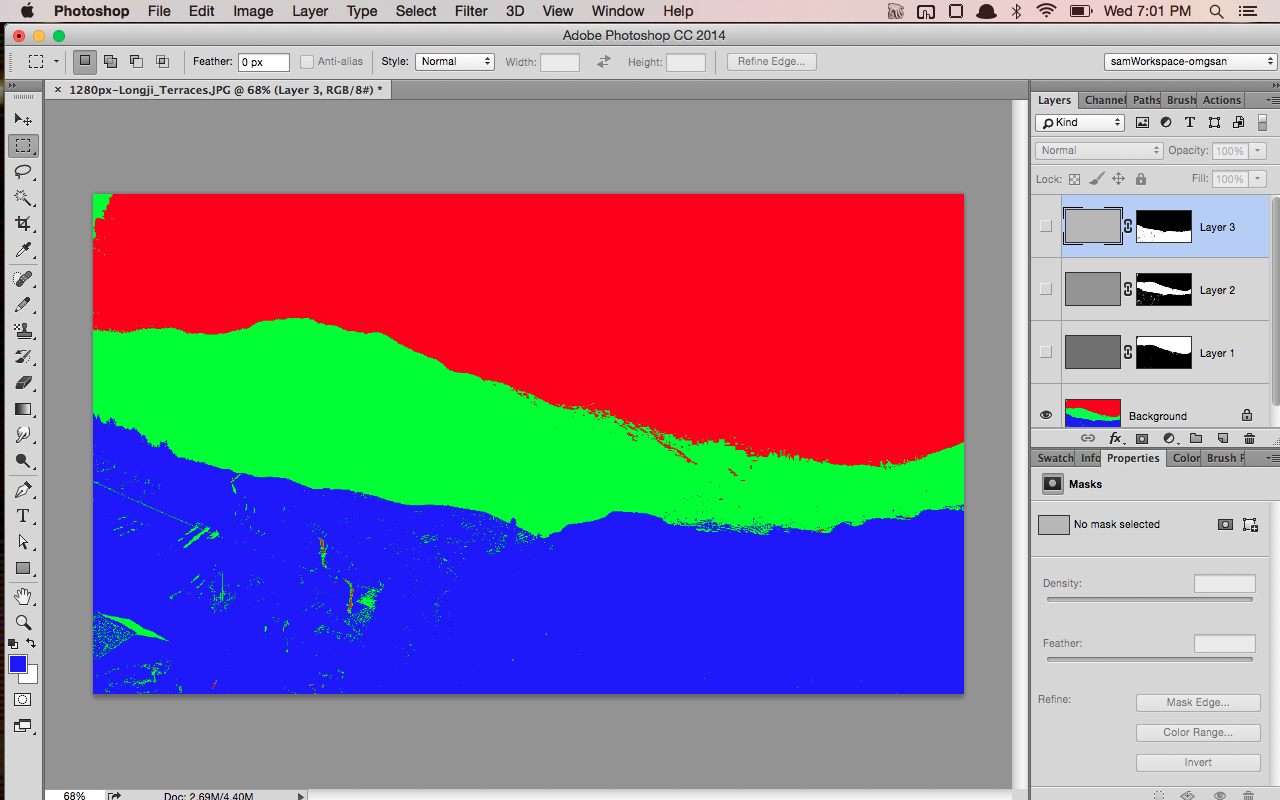 Photoshop File Edit Image Layer Type Select Filter 3D View Window Help Wed 7:01 PM
Adobe Photoshop CC 2014
Feather: 0 px Anti-alias Style: Normal Width: Height: Refine Edge... samWorkspace-omgsan
× 1280px-Longji_Terraces.JPG @ 68% (Layer 3, RGB/8#) *
Layers Channel Paths Brush Actions
Kind
Normal Opacity: 100%
Lock: Fill: 100%
Layer 3
Layer 2
Layer 1
Background
fx
Swatch Info Properties Color Brush P
Masks
No mask selected
Density:
Feather:
Refine: Mask Edge...
Color Range...
Invert
68% Doc: 2.69M/4.40M